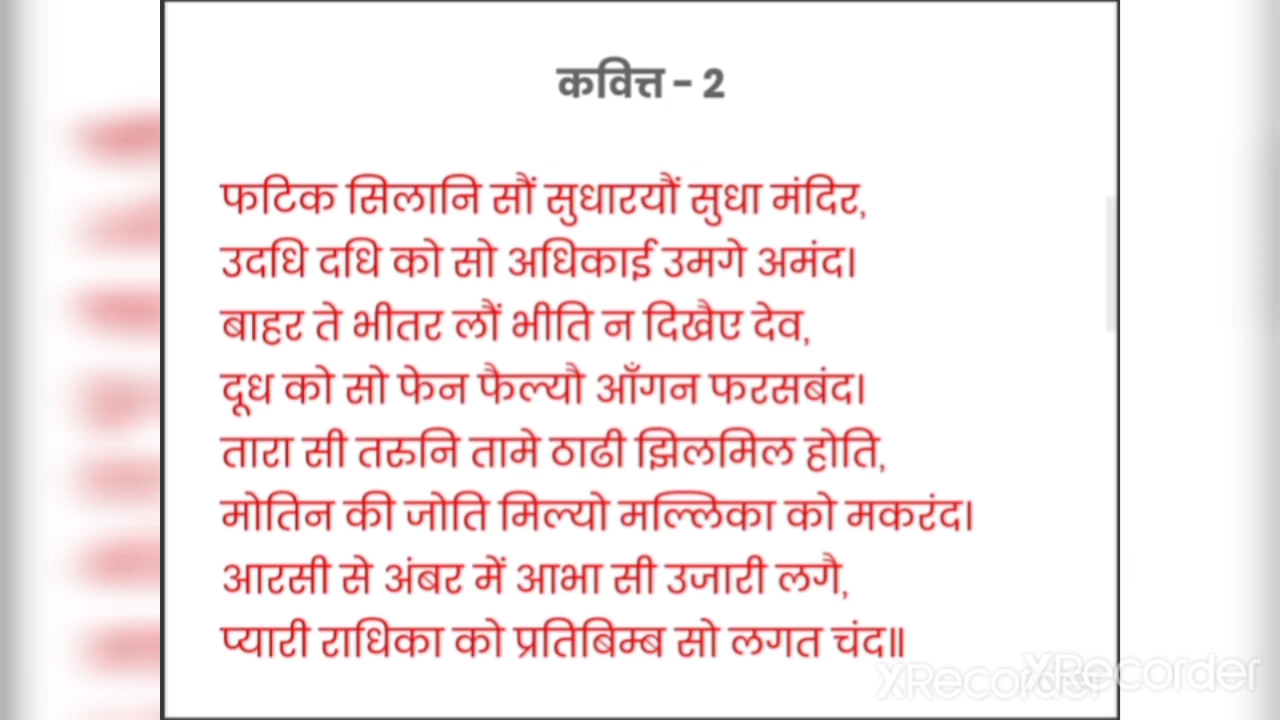 कवित्त - 2
फटिक सिलानि सौं सुधारयौं सुधा मंदिर,
उदधि दधि को सो अधिकाई उमगे अमंद।
बाहर ते भीतर लौं भीति न दिखैए देव,
दूध को सो फेन फैल्यौ आँगन फरसबंद।
तारा सी तरुनि तामे ठाढी झिलमिल होति,
मोतिन की जोति मिल्यो मल्लिका को मकरंद।
आरसी से अंबर में आभा सी उजारी लगै,
प्यारी राधिका को प्रतिबिम्ब सो लगत चंद॥
XRecorder
XRecorder